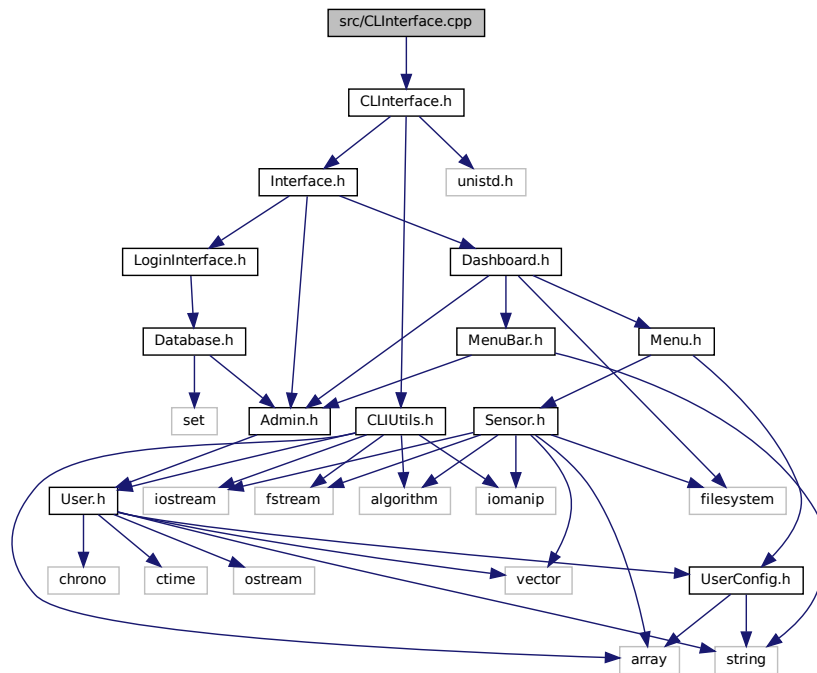 src/CLInterface.cpp
CLInterface.h
Interface.h
unistd.h
LoginInterface.h
Dashboard.h
Database.h
MenuBar.h
Menu.h
set
Admin.h
CLIUtils.h
Sensor.h
User.h
iostream
fstream
algorithm
iomanip
filesystem
chrono
ctime
ostream
vector
UserConfig.h
array
string